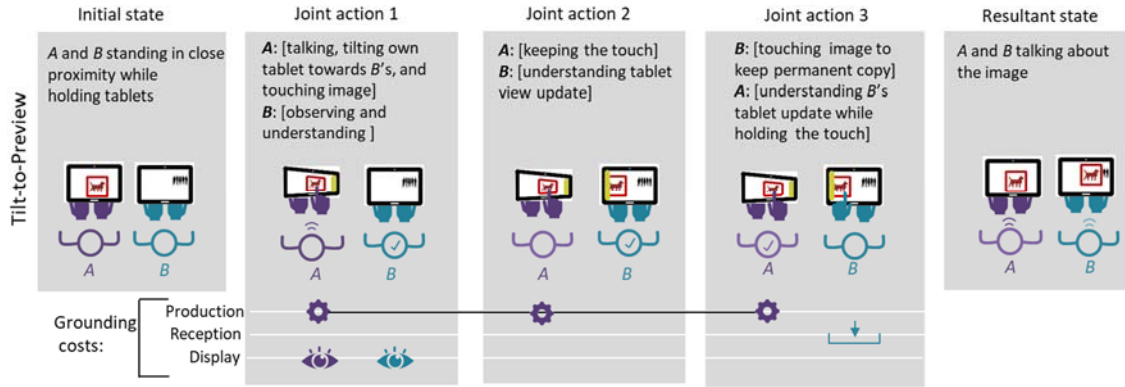 Initial state
Joint action 1
Joint action 2
Joint action 3
Resultant state
Tilt-to-Preview
A and B standing in close
proximity while
holding tablets
A: [talking, tilting own
tablet towards B's, and
touching image]
B: [observing and
understanding ]
A: [keeping the touch]
B: [understanding tablet
view update]
B: [touching image to
keep permanent copy]
A: [understanding B's
tablet update while
holding the touch]
A and B talking about
the image
A
B
A
B
A
B
A
B
A
B
Grounding
costs:
Production
Reception
Display